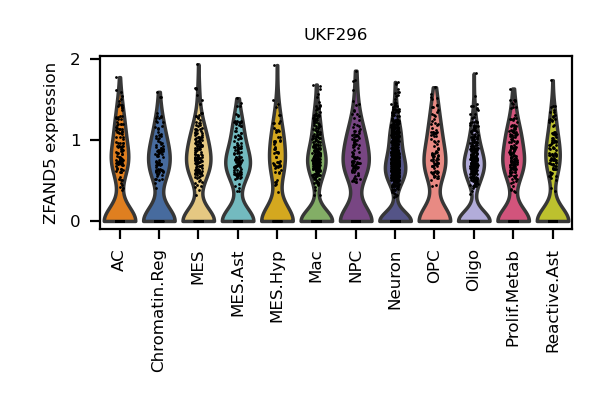 UKF296
ZFAND5 expression
2
1
0
AC
Chromatin.Reg
MES
MES.Ast
MES.Hyp
Mac
NPC
Neuron
OPC
Oligo
Prolif.Metab
Reactive.Ast